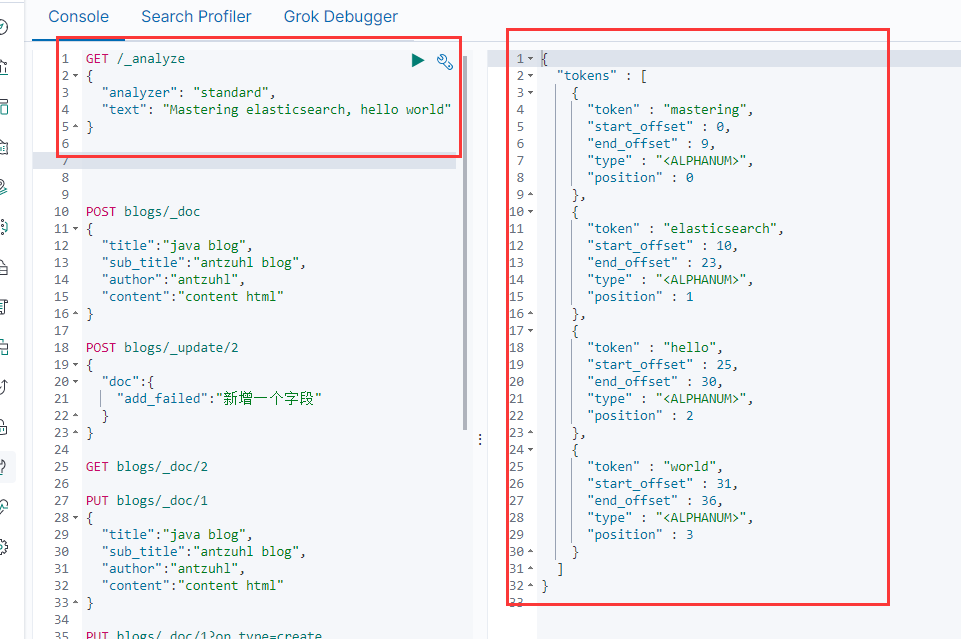 Console Search Profiler Grok Debugger
1 GET /_analyze
2 {
3 "analyzer": "standard",
4 "text": "Mastering elasticsearch, hello world"
5 }
6
7
8
9
10 POST blogs/_doc
11 {
12 "title":"java blog",
13 "sub_title":"antzuhl blog",
14 "author":"antzuhl",
15 "content":"content html"
16 }
17
18 POST blogs/_update/2
19 {
20 "doc":{
21 "add_failed":"新增一个字段"
22 }
23 }
24
25 GET blogs/_doc/2
26
27 PUT blogs/_doc/1
28 {
29 "title":"java blog",
30 "sub_title":"antzuhl blog",
31 "author":"antzuhl",
32 "content":"content html"
33 }
34
35 PUT blogs/_doc/1?op_type=create
1 {
2 "tokens" : [
3 {
4 "token" : "mastering",
5 "start_offset" : 0,
6 "end_offset" : 9,
7 "type" : "<ALPHANUM>",
8 "position" : 0
9 },
10 {
11 "token" : "elasticsearch",
12 "start_offset" : 10,
13 "end_offset" : 23,
14 "type" : "<ALPHANUM>",
15 "position" : 1
16 },
17 {
18 "token" : "hello",
19 "start_offset" : 25,
20 "end_offset" : 30,
21 "type" : "<ALPHANUM>",
22 "position" : 2
23 },
24 {
25 "token" : "world",
26 "start_offset" : 31,
27 "end_offset" : 36,
28 "type" : "<ALPHANUM>",
29 "position" : 3
30 }
31 ]
32 }
33